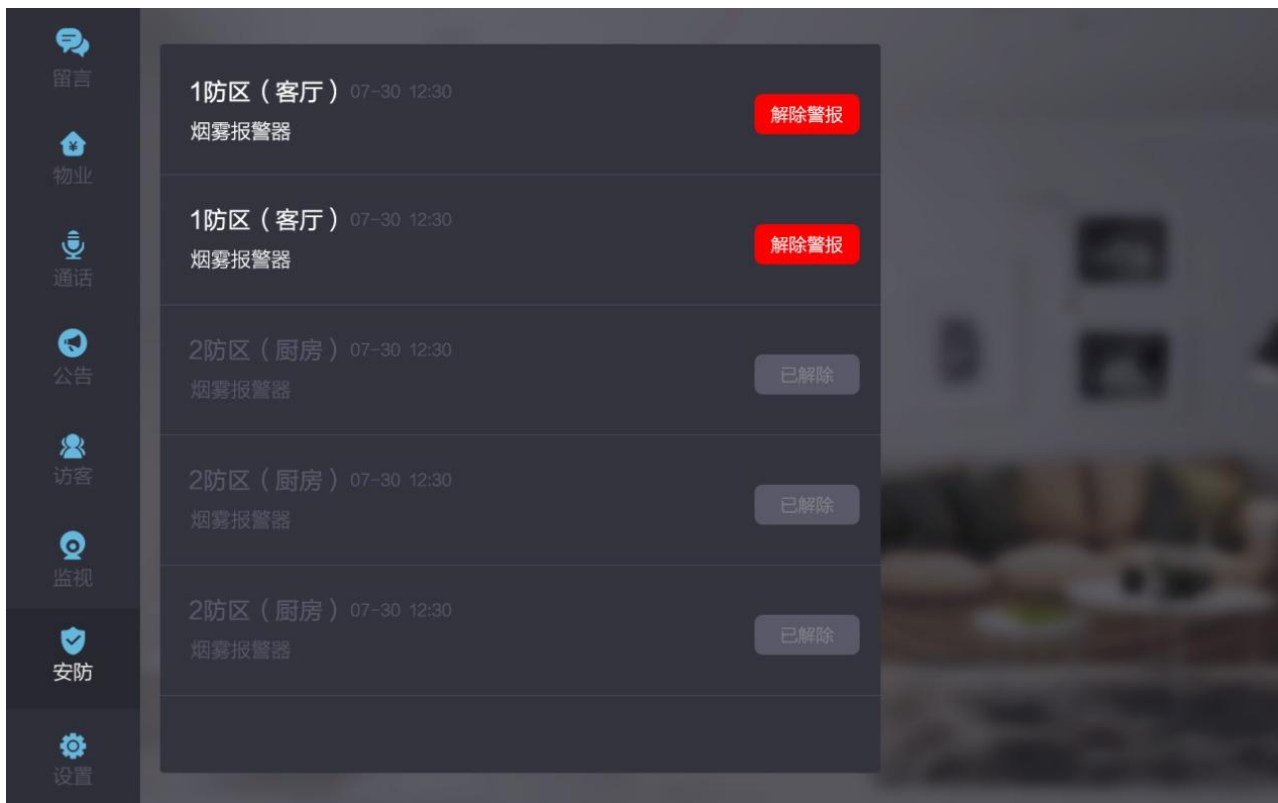 留言
物业
通话
公告
访客
监视
安防
设置
1防区（客厅）07-30 12:30
烟雾报警器
解除警报
1防区（客厅）07-30 12:30
烟雾报警器
解除警报
2防区（厨房）07-30 12:30
烟雾报警器
已解除
2防区（厨房）07-30 12:30
烟雾报警器
已解除
2防区（厨房）07-30 12:30
烟雾报警器
已解除